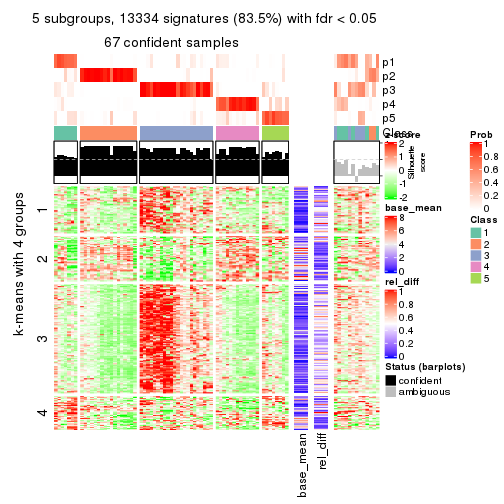 5 subgroups, 13334 signatures (83.5%) with fdr < 0.05
67 confident samples
p1
p2
p3
p4
p5
Class
z-score
2
1
0
-1
-2
Silhouette
score
Prob
1
0.8
0.6
0.4
0.2
0
base_mean
8
6
4
2
0
Class
1
2
3
4
5
rel_diff
1
0.8
0.6
0.4
0.2
0
Status (barplots)
confident
ambiguous
k-means with 4 groups
1
2
3
4
base_mean
rel_diff